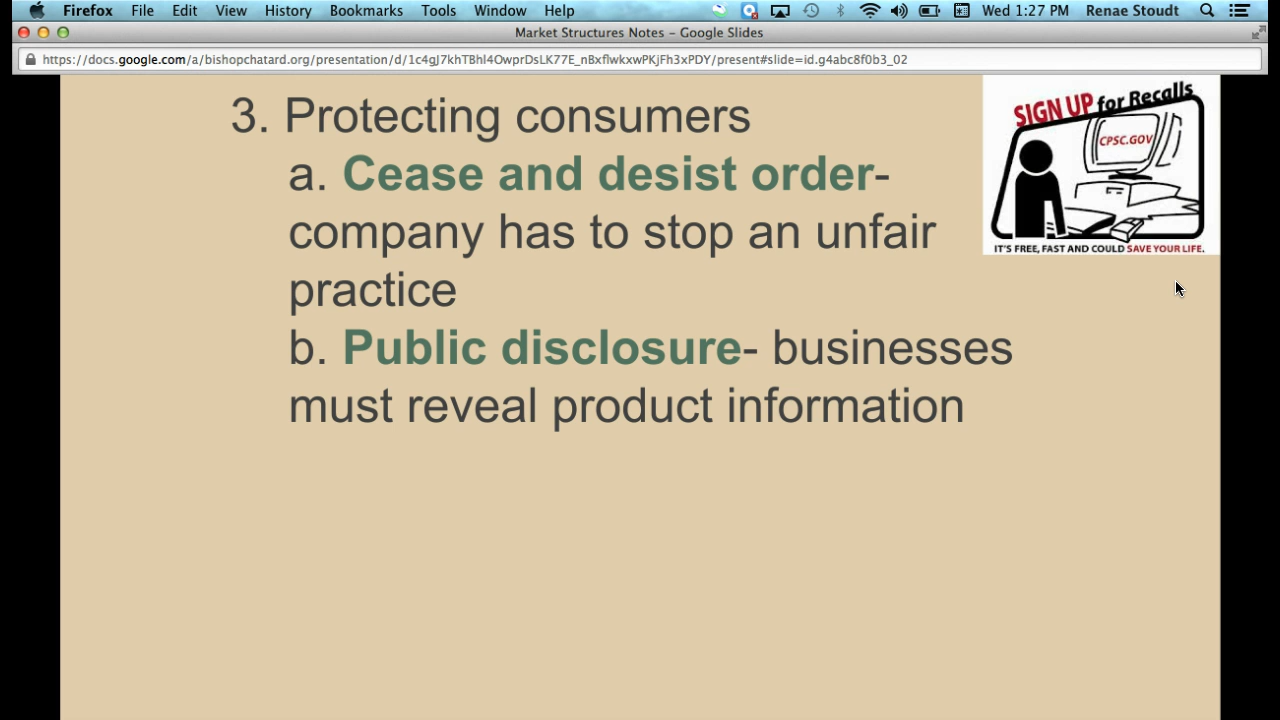 Firefox File Edit View History Bookmarks Tools Window Help Wed 1:27 PM Renae Stoudt
Market Structures Notes – Google Slides
https://docs.google.com/a/bishopchatard.org/presentation/d/1c4gJ7khTBhl4OwprDsLK77E_nBxflwkxwPKjFh3xPDY/present#slide=id.g4abc8f0b3_02
3. Protecting consumers
a. Cease and desist order-
company has to stop an unfair
practice
b. Public disclosure- businesses
must reveal product information
SIGN UP for Recalls
CPSC.GOV
IT'S FREE, FAST AND COULD SAVE YOUR LIFE.